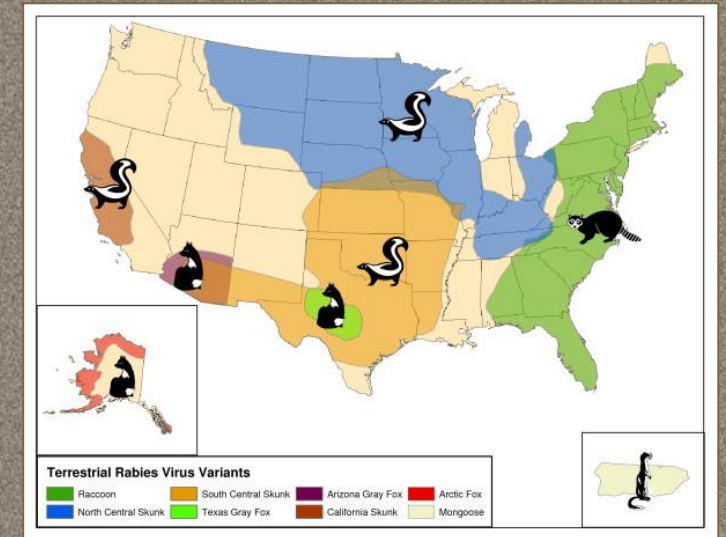 Terrestrial Rabies Virus Variants
Raccoon South Central Skunk Arizona Gray Fox Arctic Fox
North Central Skunk Texas Gray Fox California Skunk Mongoose